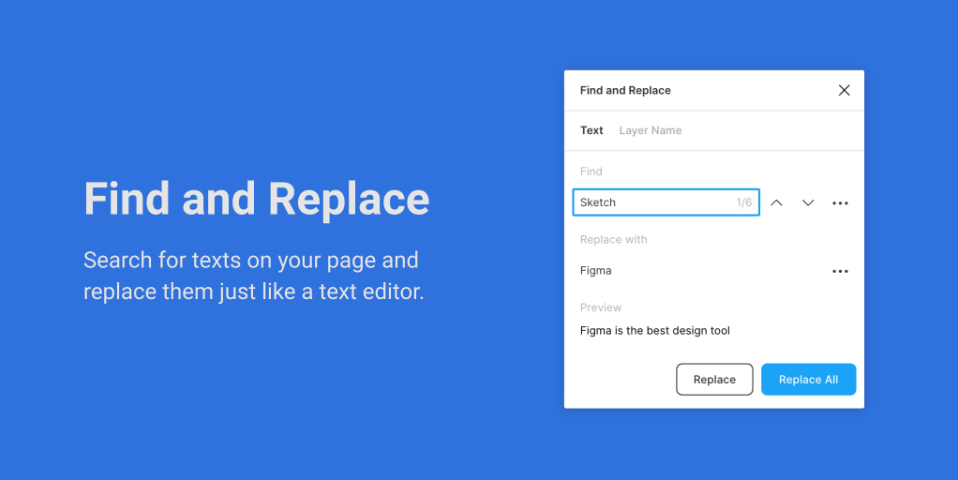 Find and Replace
Search for texts on your page and
replace them just like a text editor.
Find and Replace
Text Layer Name
Find
Sketch 1/6
Replace with
Figma
Preview
Figma is the best design tool
Replace Replace All